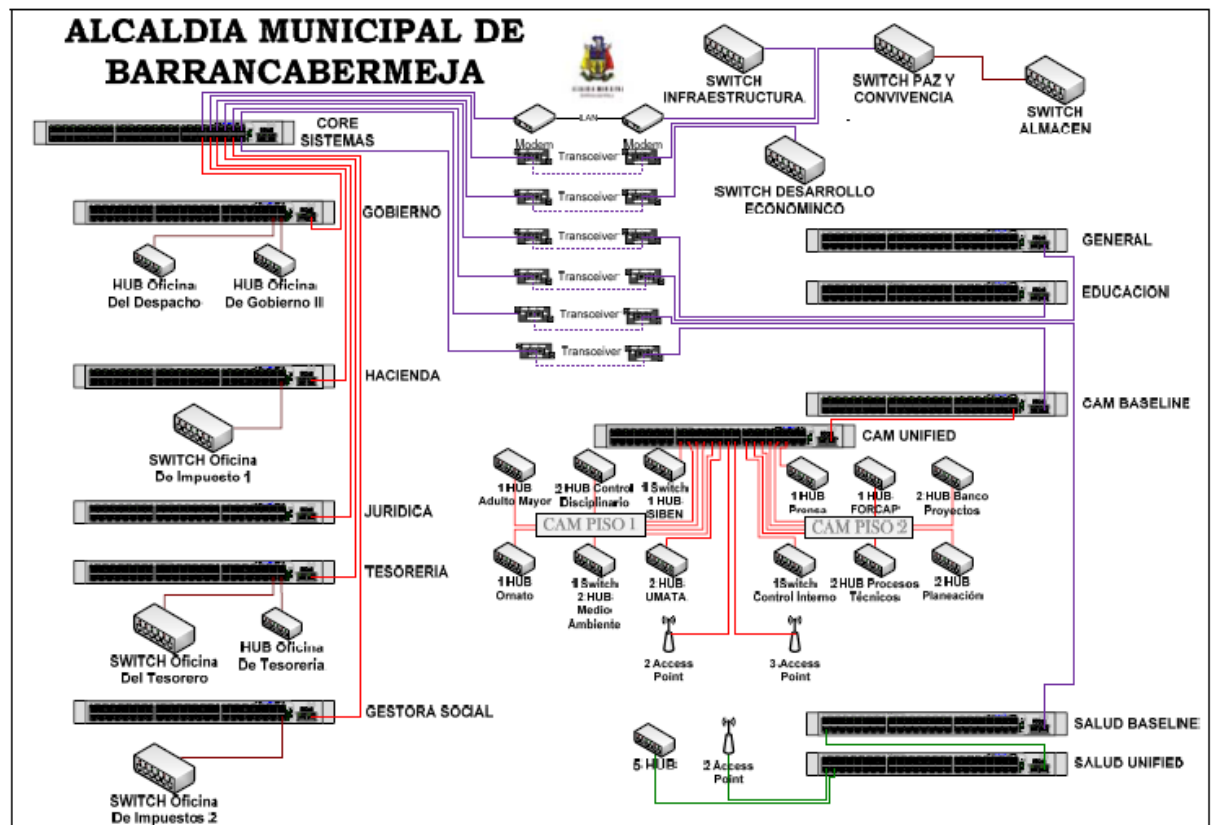 ALCALDIA MUNICIPAL DE
BARRANCABERMEJA
SWITCH
INFRAESTRUCTURA.
SWITCH PAZ Y
CONVIVENCIA
SWITCH
ALMACEN
CORE
SISTEMAS
LAN
Modem
Modem
Transceiver
SWITCH DESARROLLO
ECONOMINCO
Transceiver
Transceiver
Transceiver
Transceiver
Transceiver
GOBIERNO
HUB Oficina
Del Despacho
HUB Oficina
De Gobierno II
GENERAL
EDUCACION
HACIENDA
SWITCH Oficina
De Impuesto 1
CAM BASELINE
CAM UNIFIED
1 HUB
Adulto Mayor
2 HUB Control
Disciplinario
1 Switch
1 HUB
SIBEN
1 HUB
Prensa
1 HUB
FORCAP
2 HUB Banco
Proyectos
CAM PISO 1
CAM PISO 2
JURIDICA
1 HUB
Ornato
1 Switch
2 HUB
Medio
Ambiente
2 HUB
UMATA
1Switch
Control Interno
2 HUB Procesos
Técnicos
2 HUB
Planeación
TESORERIA
SWITCH Oficina
Del Tesorero
HUB Oficina
De Tesoreria
2 Access
Point
3 Access
Point
GESTORA SOCIAL
SWITCH Oficina
De Impuestos 2
5 HUB
2 Access
Point
SALUD BASELINE
SALUD UNIFIED